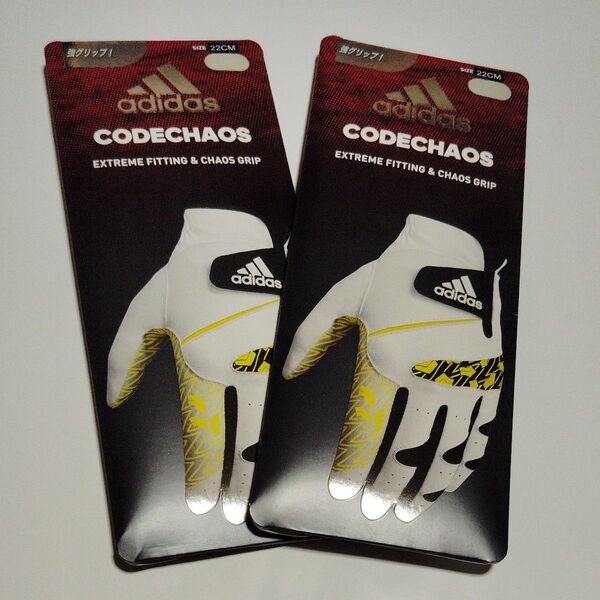 強グリップ!
SIZE 22CM
adidas
CODECHAOS
EXTREME FITTING & CHAOS GRIP
adidas
強グリップ!
SIZE 22CM
adidas
CODECHAOS
EXTREME FITTING & CHAOS GRIP
adidas